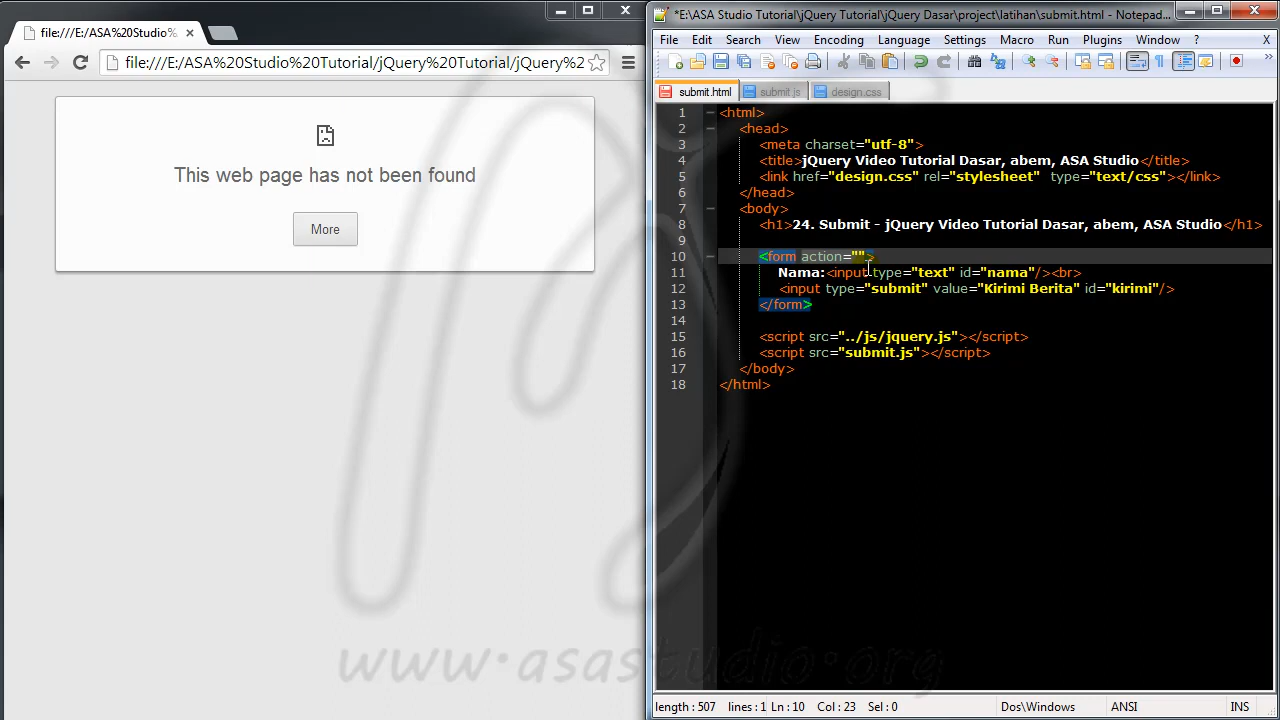 file:///E:/ASA%20Studio%
file:///E:/ASA%20Studio%20Tutorial/jQuery%20Tutorial/jQuery%2
This web page has not been found
More
*E:\ASA Studio Tutorial\jQuery Tutorial\jQuery Dasar\project\latihan\submit.html - Notepad...
File Edit Search View Encoding Language Settings Macro Run Plugins Window ? X
submit.html submit.js design.css
1 <html>
2 <head>
3 <meta charset="utf-8">
4 <title>jQuery Video Tutorial Dasar, abem, ASA Studio</title>
5 <link href="design.css" rel="stylesheet" type="text/css"></link>
6 </head>
7 <body>
8 <h1>24. Submit - jQuery Video Tutorial Dasar, abem, ASA Studio</h1>
9
10 <form action="">
11 Nama:<input type="text" id="nama"/><br>
12 <input type="submit" value="Kirimi Berita" id="kirimi"/>
13 </form>
14
15 <script src="../js/jquery.js"></script>
16 <script src="submit.js"></script>
17 </body>
18 </html>
www.asastudio.org
length : 507 lines : 1 Ln : 10 Col : 23 Sel : 0 Dos\Windows ANSI INS